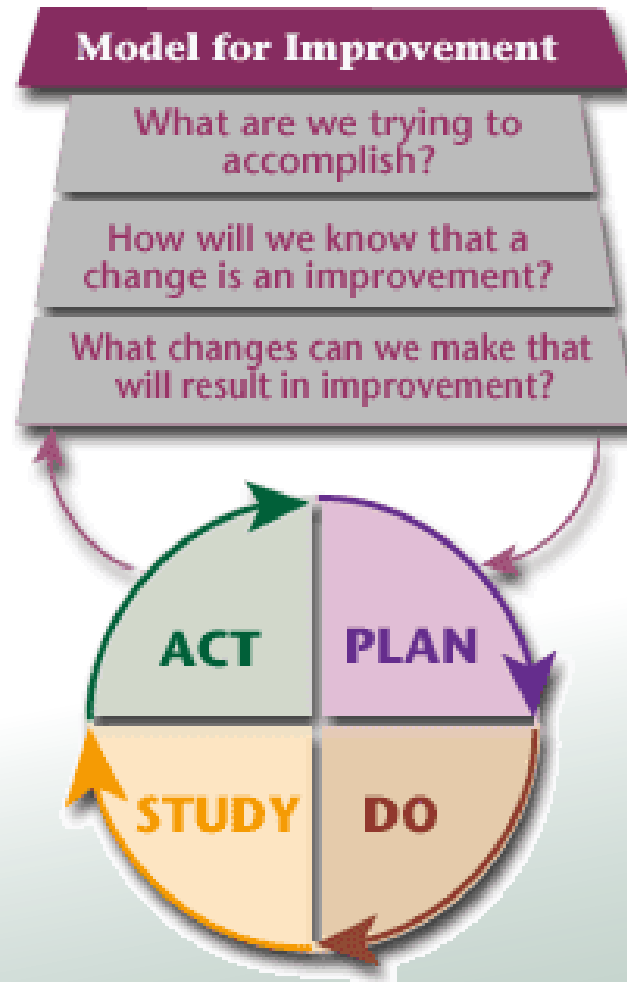 Model for Improvement
What are we trying to
accomplish?
How will we know that a
change is an improvement?
What changes can we make that
will result in improvement?
ACT
PLAN
STUDY
DO